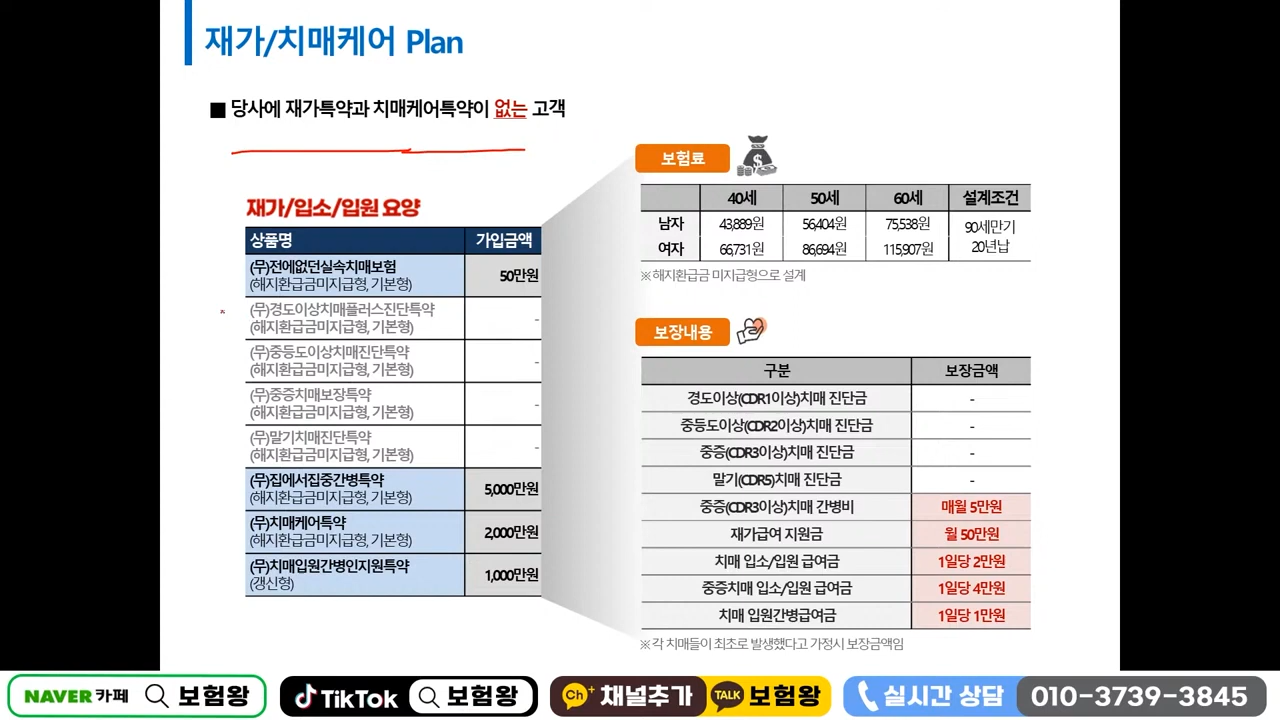 재가/치매케어 Plan
■ 당사에 재가특약과 치매케어특약이 없는 고객
재가/입소/입원 요양
상품명 가입금액
(무)전에없던실속치매보험
(해지환급금미지급형, 기본형) 50만원
(무)경도이상치매플러스진단특약
(해지환급금미지급형, 기본형) -
(무)중등도이상치매진단특약
(해지환급금미지급형, 기본형) -
(무)중증치매보장특약
(해지환급금미지급형, 기본형) -
(무)말기치매진단특약
(해지환급금미지급형, 기본형) -
(무)집에서집중간병특약
(해지환급금미지급형, 기본형) 5,000만원
(무)치매케어특약
(해지환급금미지급형, 기본형) 2,000만원
(무)치매입원간병인지원특약
(갱신형) 1,000만원
보험료
40세 50세 60세 설계조건
남자 43,889원 56,404원 75,538원 90세만기
여자 66,731원 86,694원 115,907원 20년납
※ 해지환급금 미지급형으로 설계
보장내용
구분 보장금액
경도이상(CDR1이상)치매 진단금 -
중등도이상(CDR2이상)치매 진단금 -
중증(CDR3이상)치매 진단금 -
말기(CDR5)치매 진단금 -
중증(CDR3이상)치매 간병비 매월 5만원
재가급여 지원금 월 50만원
치매 입소/입원 급여금 1일당 2만원
중증치매 입소/입원 급여금 1일당 4만원
치매 입원간병급여금 1일당 1만원
※ 각 치매들이 최초로 발생했다고 가정시 보장금액임
NAVER 카페 보험왕 TikTok 보험왕 Ch+ 채널추가 TALK 보험왕 실시간 상담 010-3739-3845